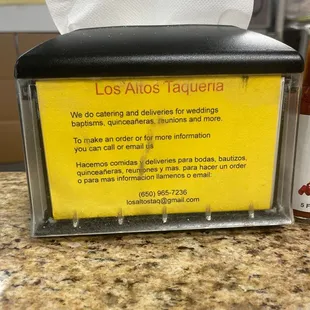 Los Altos Taqueria
We do catering and deliveries for weddings
baptisms, quinceañeras, reunions and more.
To make an order or for more information
you can call or email us
Hacemos comidas y deliveries para bodas, bautizos,
quinceañeras, reuniones y mas. para hacer un order
o para mas informacion llamenos o email:
(650) 965-7236
losaltostaq@gmail.com